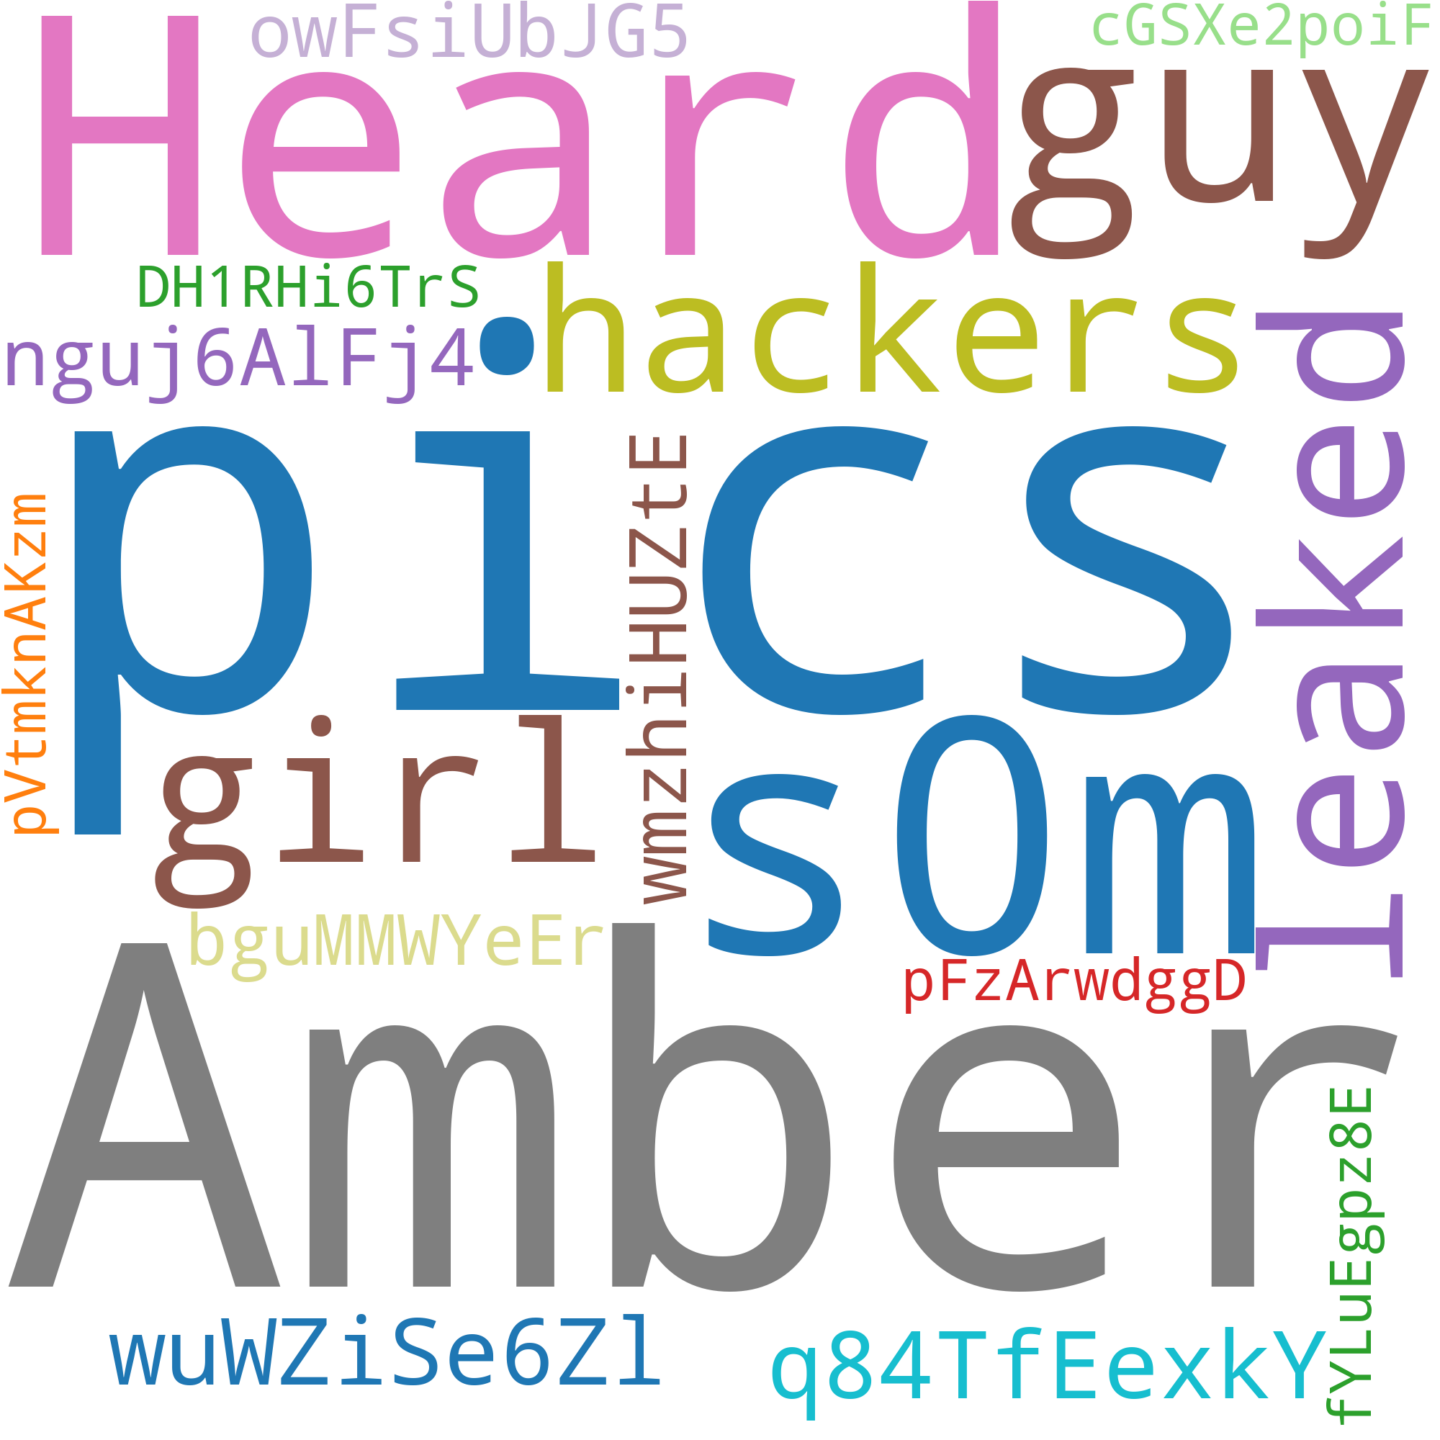 owFsiUbJG5
cGSXe2poiF
Heard
guy
DH1RHi6TrS
nguj6AlFj4
hackers
leaked
pics
pVtmknAKzm
wmzhiHUZtE
girl
s0m
bguMMWYeEr
pFzArwdggD
Amber
fYLuEgpz8E
wuWZiSe6Zl
q84TfEexkY